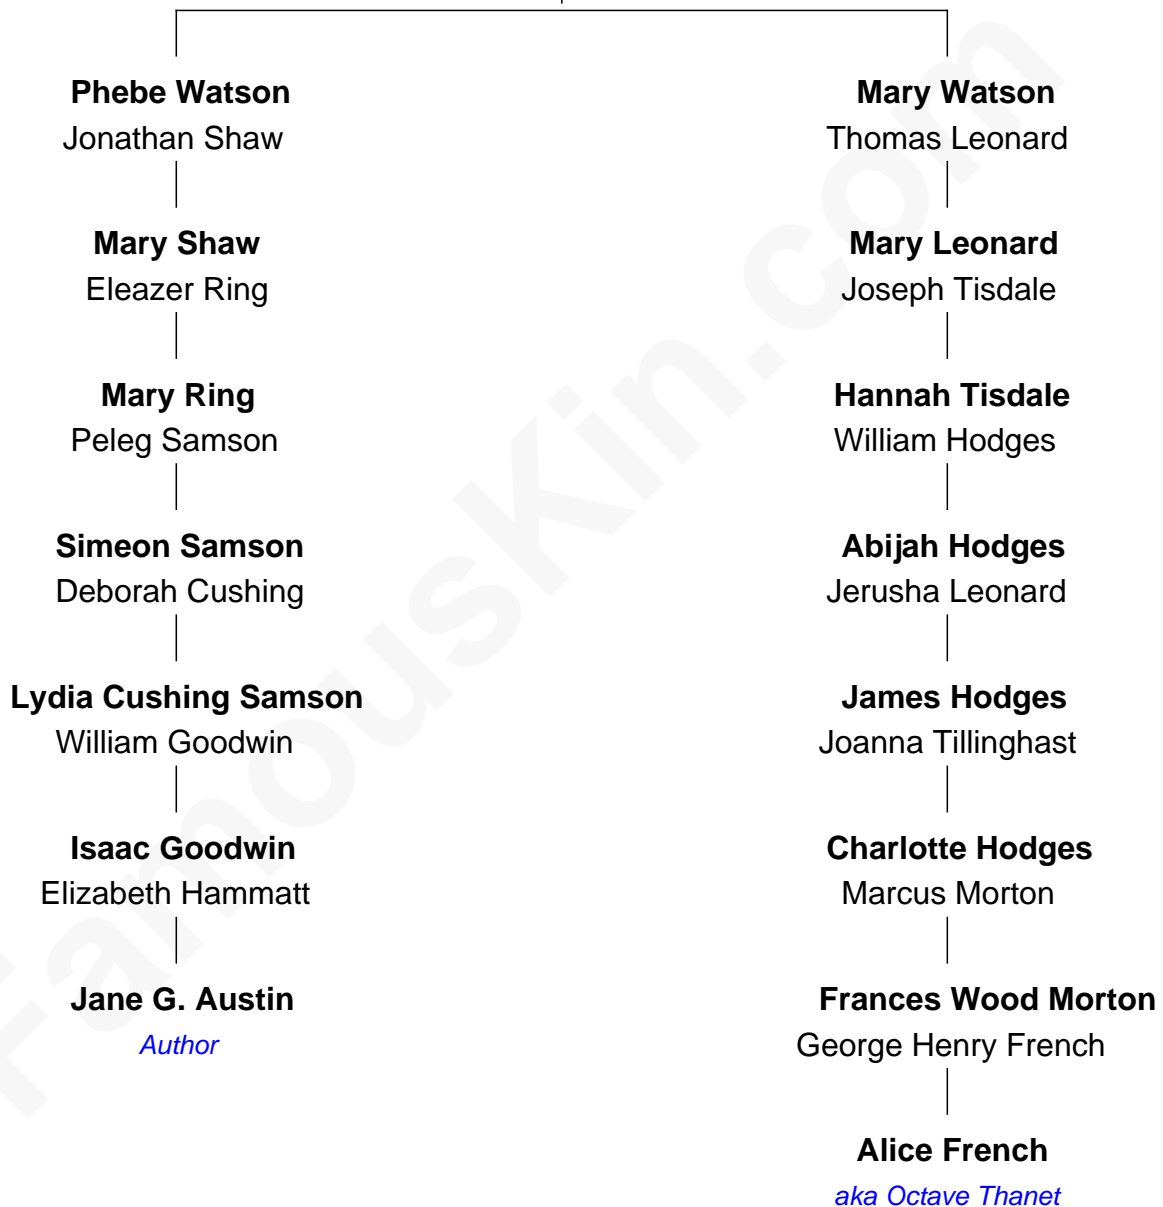 Phebe Watson
Jonathan Shaw
Mary Shaw
Eleazer Ring
Mary Ring
Peleg Samson
Simeon Samson
Deborah Cushing
Lydia Cushing Samson
William Goodwin
Isaac Goodwin
Elizabeth Hammatt
Jane G. Austin
Author
Mary Watson
Thomas Leonard
Mary Leonard
Joseph Tisdale
Hannah Tisdale
William Hodges
Abijah Hodges
Jerusha Leonard
James Hodges
Joanna Tillinghast
Charlotte Hodges
Marcus Morton
Frances Wood Morton
George Henry French
Alice French
aka Octave Thanet
FamousKin.com